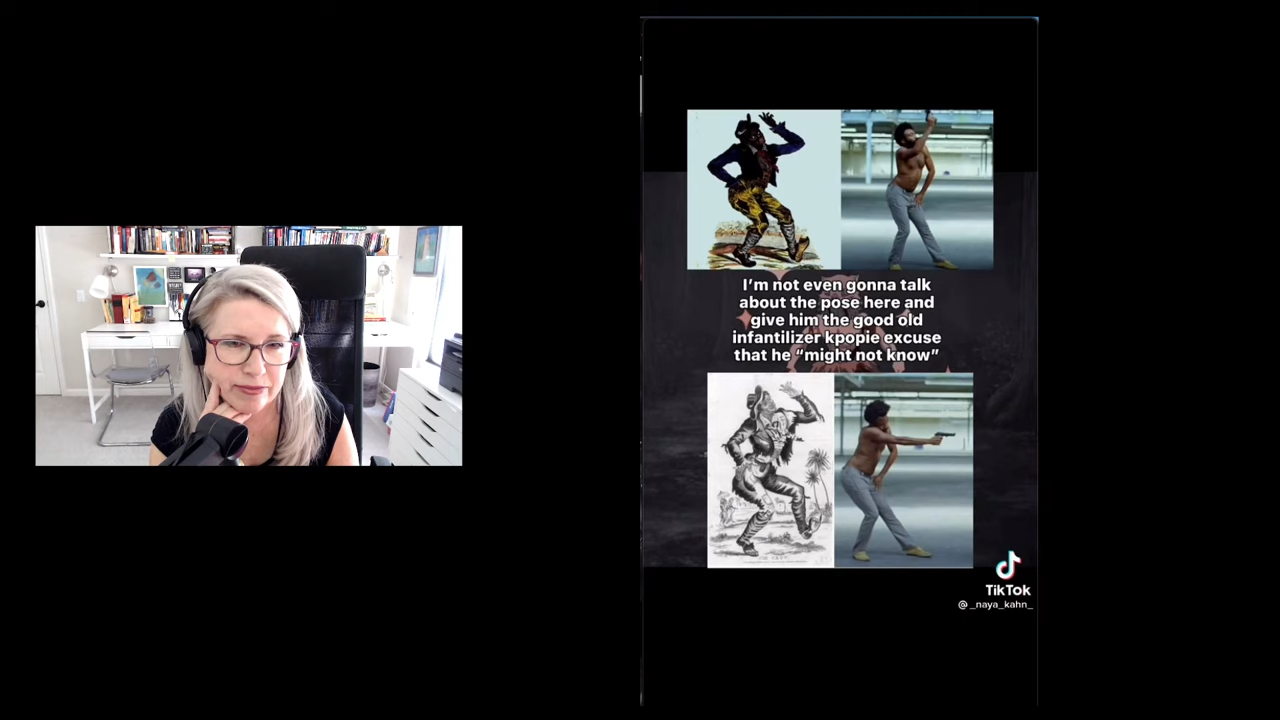 I'm not even gonna talk
about the pose here and
give him the good old
infantilizer kpopie excuse
that he “might not know”
TikTok
@_naya_kahn_